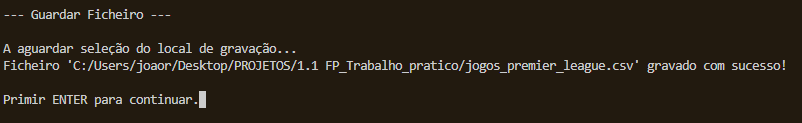 --- Guardar Ficheiro ---
A aguardar seleção do local de gravação...
Ficheiro 'C:/Users/joaor/Desktop/PROJETOS/1.1 FP_Trabalho_pratico/jogos_premier_league.csv' gravado com sucesso!
Primir ENTER para continuar.